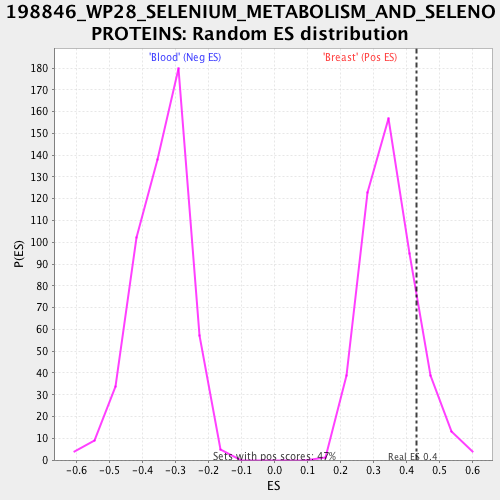 198846_WP28_SELENIUM_METABOLISM_AND_SELENO
PROTEINS: Random ES distribution
'Blood' (Neg ES) 'Breast' (Pos ES)
180
170
160
150
140
130
120
110
100
90
80
70
60
50
40
30
20
10
0
P(ES)
Sets with pos scores: 47% Real ES 0.4
-0.6 -0.5 -0.4 -0.3 -0.2 -0.1 0.0 0.1 0.2 0.3 0.4 0.5 0.6
ES